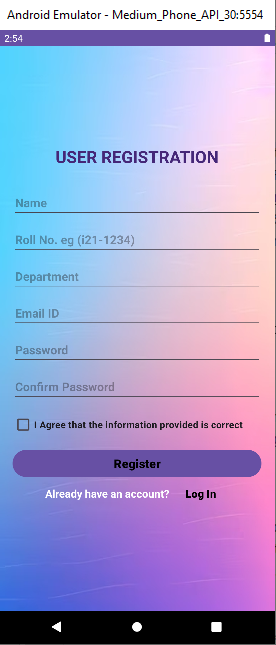 Android Emulator - Medium_Phone_API_30:5554
2:54
USER REGISTRATION
Name
Roll No. eg (i21-1234)
Department
Email ID
Password
Confirm Password
I Agree that the information provided is correct
Register
Already have an account? Log In